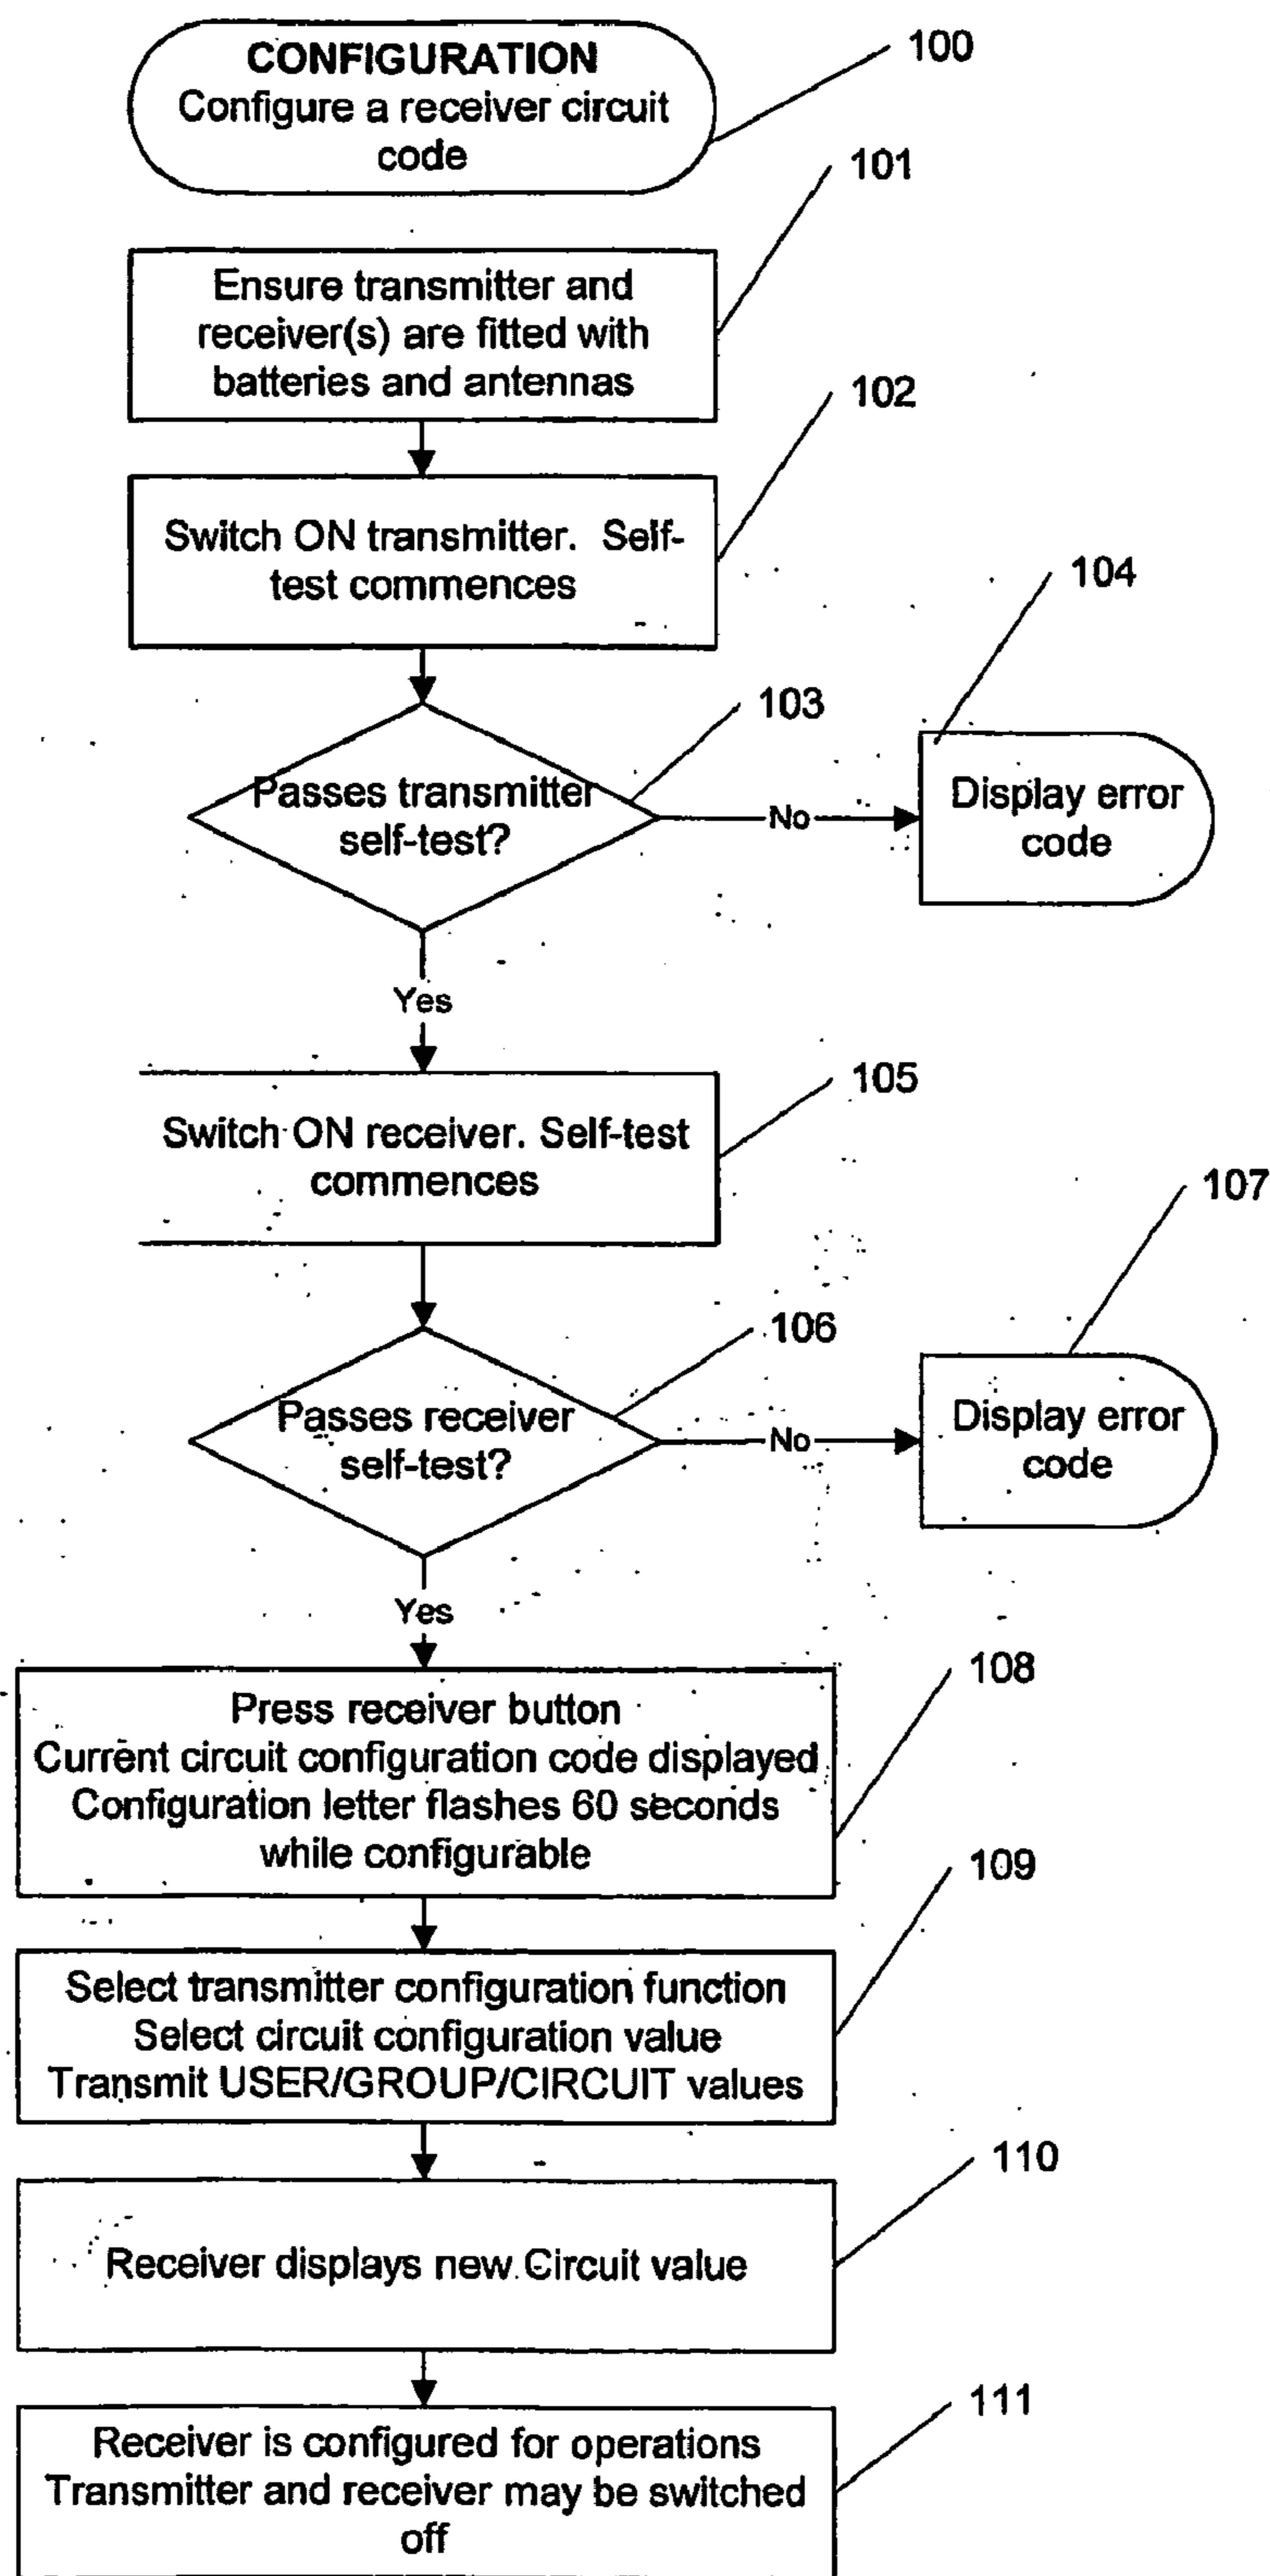 CONFIGURATION
Configure a receiver circuit
code
100
Ensure transmitter and
receiver(s) are fitted with
batteries and antennas
101
Switch ON transmitter. Self-
test commences
102
Passes transmitter
self-test?
103
No
Display error
code
104
Yes
Switch ON receiver. Self-test
commences
105
Passes receiver
self-test?
106
No
Display error
code
107
Yes
Press receiver button
Current circuit configuration code displayed
Configuration letter flashes 60 seconds
while configurable
108
Select transmitter configuration function
Select circuit configuration value
Transmit USER/GROUP/CIRCUIT values
109
Receiver displays new Circuit value
110
Receiver is configured for operations
Transmitter and receiver may be switched
off
111